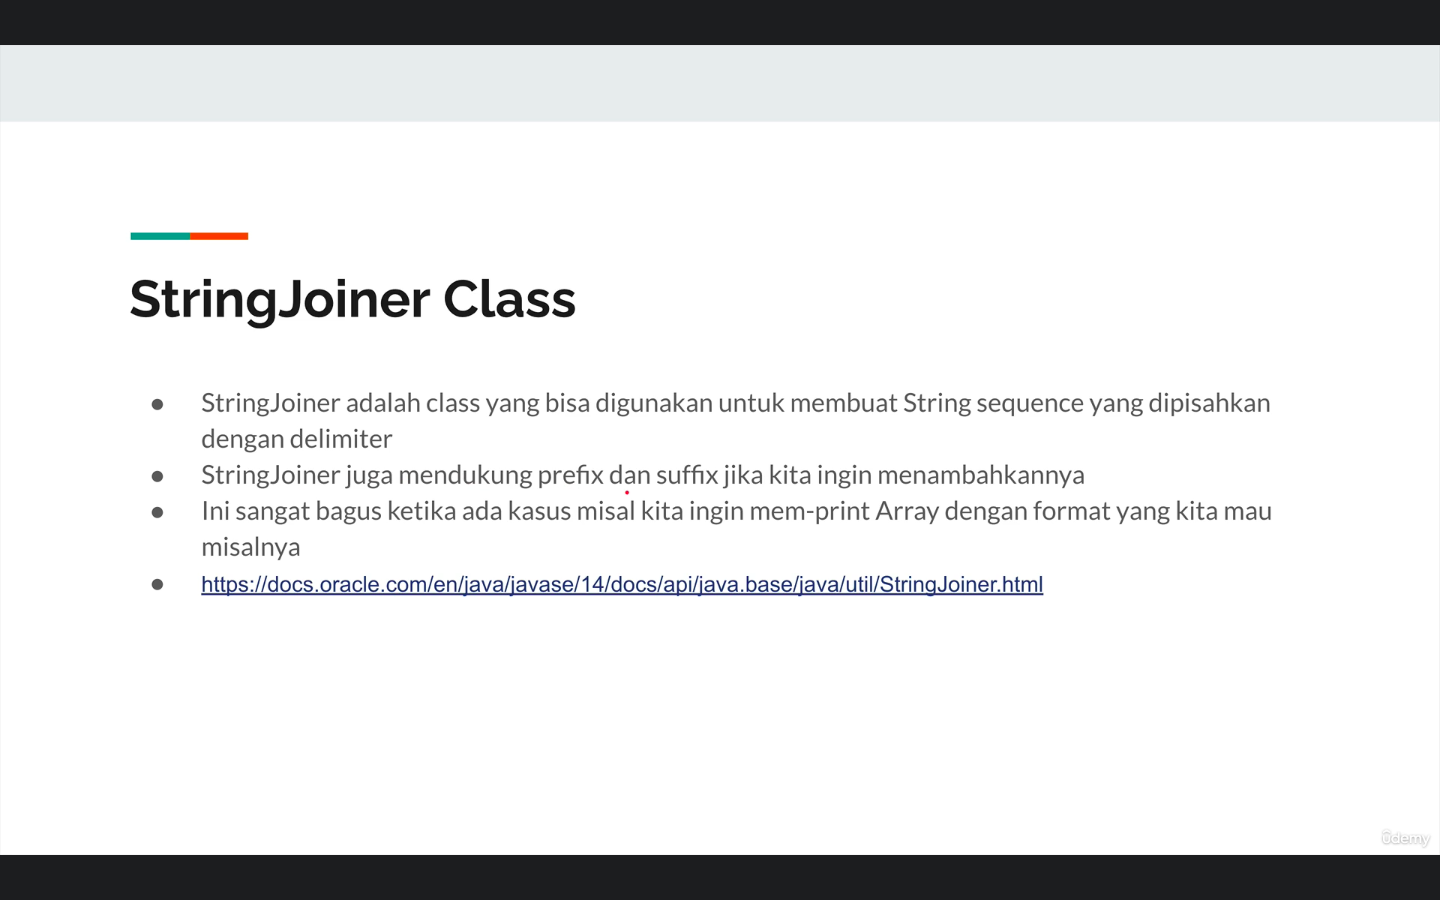 StringJoiner Class
● StringJoiner adalah class yang bisa digunakan untuk membuat String sequence yang dipisahkan
dengan delimiter
● StringJoiner juga mendukung prefix dan suffix jika kita ingin menambahkannya
● Ini sangat bagus ketika ada kasus misal kita ingin mem-print Array dengan format yang kita mau
misalnya
● https://docs.oracle.com/en/java/javase/14/docs/api/java.base/java/util/StringJoiner.html
ûdemy